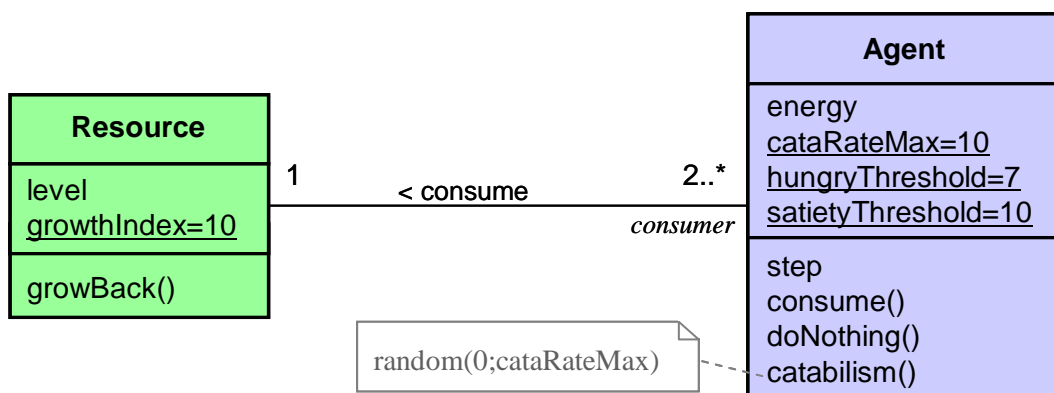 Resource
level
growthIndex=10
growBack()
1
< consume
2..*
consumer
Agent
energy
cataRateMax=10
hungryThreshold=7
satietyThreshold=10
step
consume()
doNothing()
catabilism()
random(0;cataRateMax)